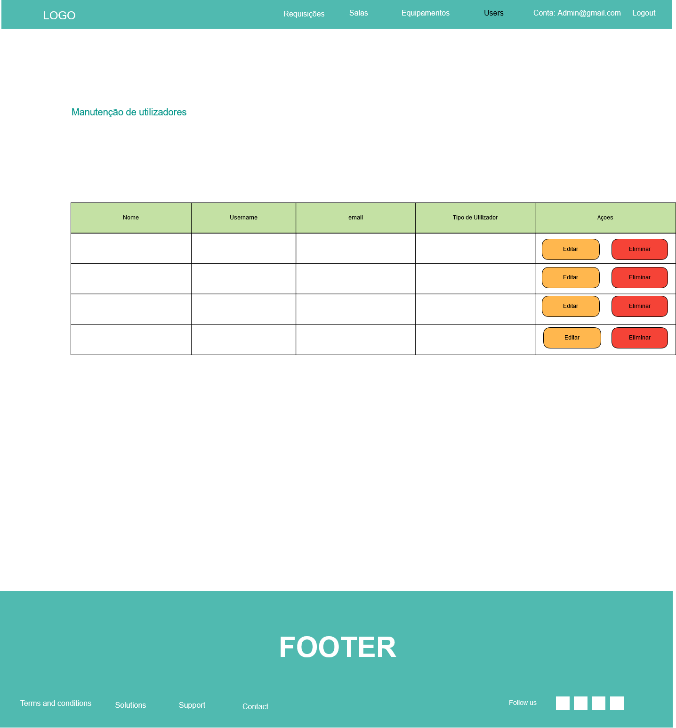 LOGO Requisições Salas Equipamentos Users Conta: Admin@gmail.com Logout
Manutenção de utilizadores
Nome Username email Tipo de Utilizador Açoes
Editar Eliminar
Editar Eliminar
Editar Eliminar
Editar Eliminar
FOOTER
Terms and conditions Solutions Support Contact Follow us